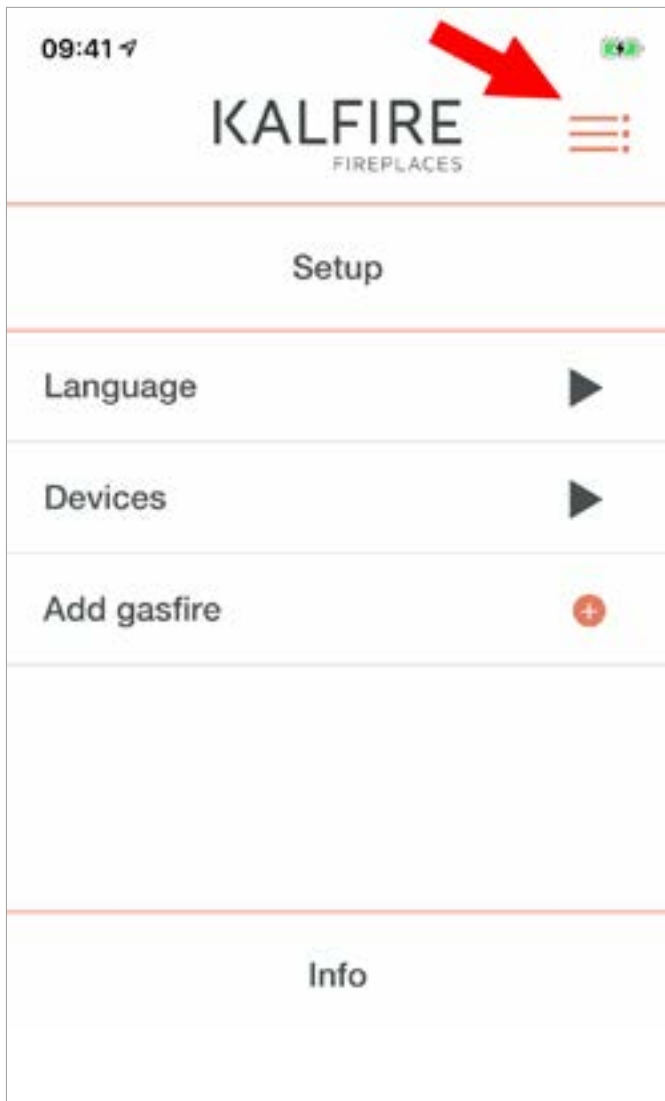 09:41
KALFIRE
FIREPLACES
Setup
Language
Devices
Add gasfire
Info